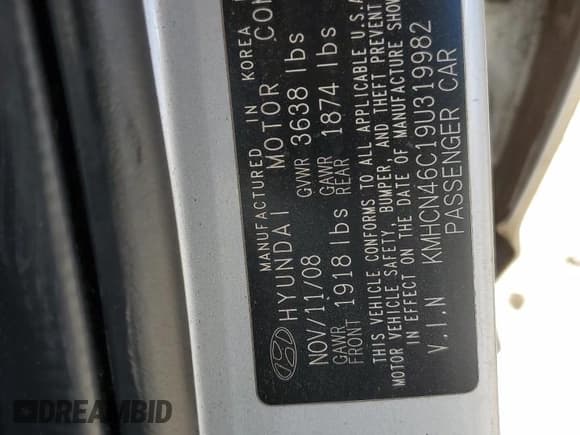 MANUFACTURED IN KOREA
HYUNDAI MOTOR
NOV/11/08 GVWR 3638 lbs
GAWR FRONT 1918 lbs GAWR REAR 1874 lbs
THIS VEHICLE CONFORMS TO ALL APPLICABLE U.S.A
MOTOR VEHICLE SAFETY, BUMPER, AND THEFT PREVENT
IN EFFECT ON THE DATE OF MANUFACTURE SHOW
V.I.N KMHCN46C19U319982
PASSENGER CAR
DREAMBID